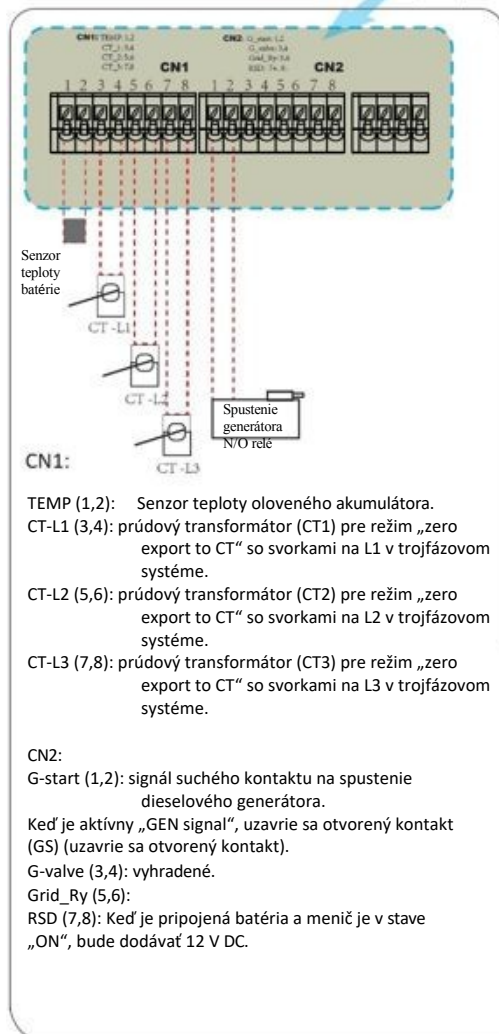 CN1: TEMP: 1,2
CT_1: 3,4
CT_2: 5,6
CT_3: 7,8
CN1
CN2: G_start: 1,2
G_valve: 3,4
Grid_Ry: 5,6
RSD: 7+, 8-
CN2
1 2 3 4 5 6 7 8
1 2 3 4 5 6 7 8
Senzor
teploty
batérie
CT -L1
CT -L2
CT -L3
Spustenie
generátora
N/O relé
CN1:
TEMP (1,2): Senzor teploty oloveného akumulátora.
CT-L1 (3,4): prúdový transformátor (CT1) pre režim „zero
export to CT“ so svorkami na L1 v trojfázovom
systéme.
CT-L2 (5,6): prúdový transformátor (CT2) pre režim „zero
export to CT“ so svorkami na L2 v trojfázovom
systéme.
CT-L3 (7,8): prúdový transformátor (CT3) pre režim „zero
export to CT“ so svorkami na L3 v trojfázovom
systéme.
CN2:
G-start (1,2): signál suchého kontaktu na spustenie
dieselového generátora.
Keď je aktívny „GEN signal“, uzavrie sa otvorený kontakt
(GS) (uzavrie sa otvorený kontakt).
G-valve (3,4): vyhradené.
Grid_Ry (5,6):
RSD (7,8): Keď je pripojená batéria a menič je v stave
„ON“, bude dodávať 12 V DC.